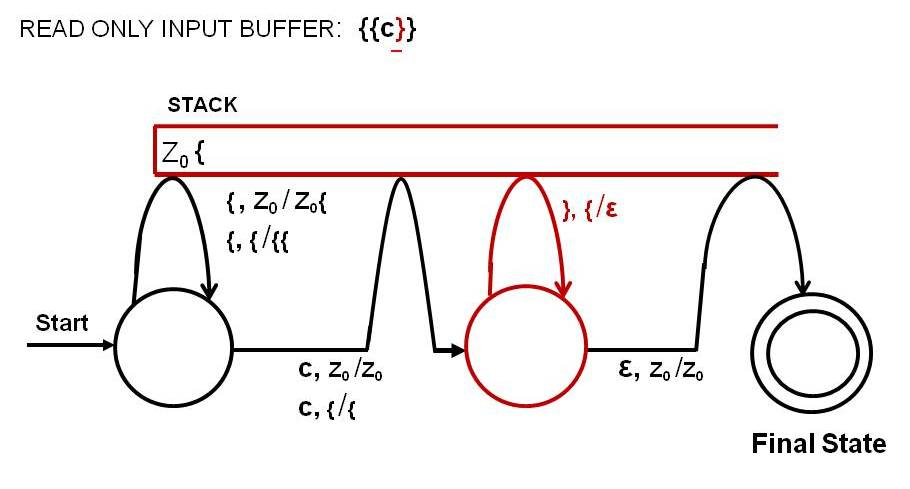 READ ONLY INPUT BUFFER: {{c}}
STACK
Z₀ {
{, Z₀ / Z₀{
{, { / {{
}, { / ε
Start
c, Z₀ / Z₀
c, { / {
ε, Z₀ / Z₀
Final State